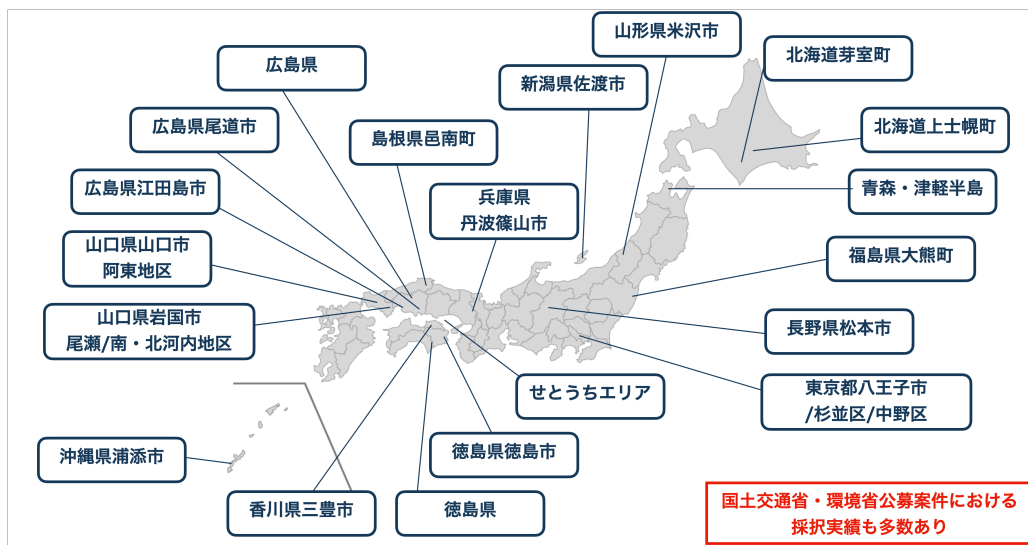 山形県米沢市
広島県
北海道芽室町
新潟県佐渡市
広島県尾道市
島根県邑南町
北海道上士幌町
広島県江田島市
兵庫県
丹波篠山市
青森・津軽半島
山口県山口市
阿東地区
福島県大熊町
山口県岩国市
尾瀬/南・北河内地区
長野県松本市
せとうちエリア
東京都八王子市
/杉並区/中野区
沖縄県浦添市
徳島県徳島市
香川県三豊市
徳島県
国土交通省・環境省公募案件における
採択実績も多数あり